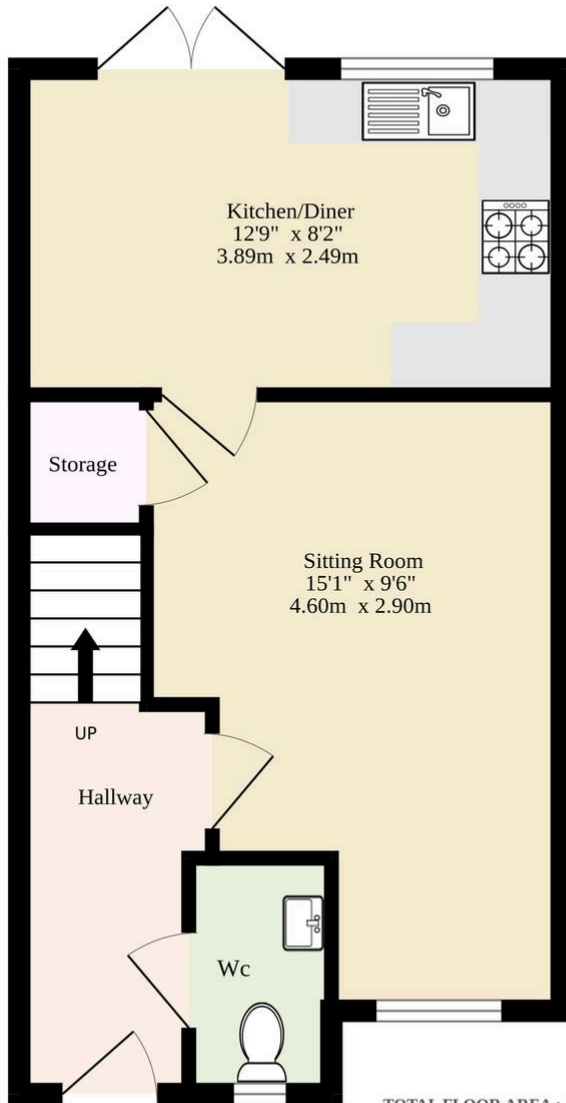 Kitchen/Diner
12'9" x 8'2"
3.89m x 2.49m
Storage
Sitting Room
15'1" x 9'6"
4.60m x 2.90m
UP
Hallway
Wc
TOTAL FLOOR AREA :